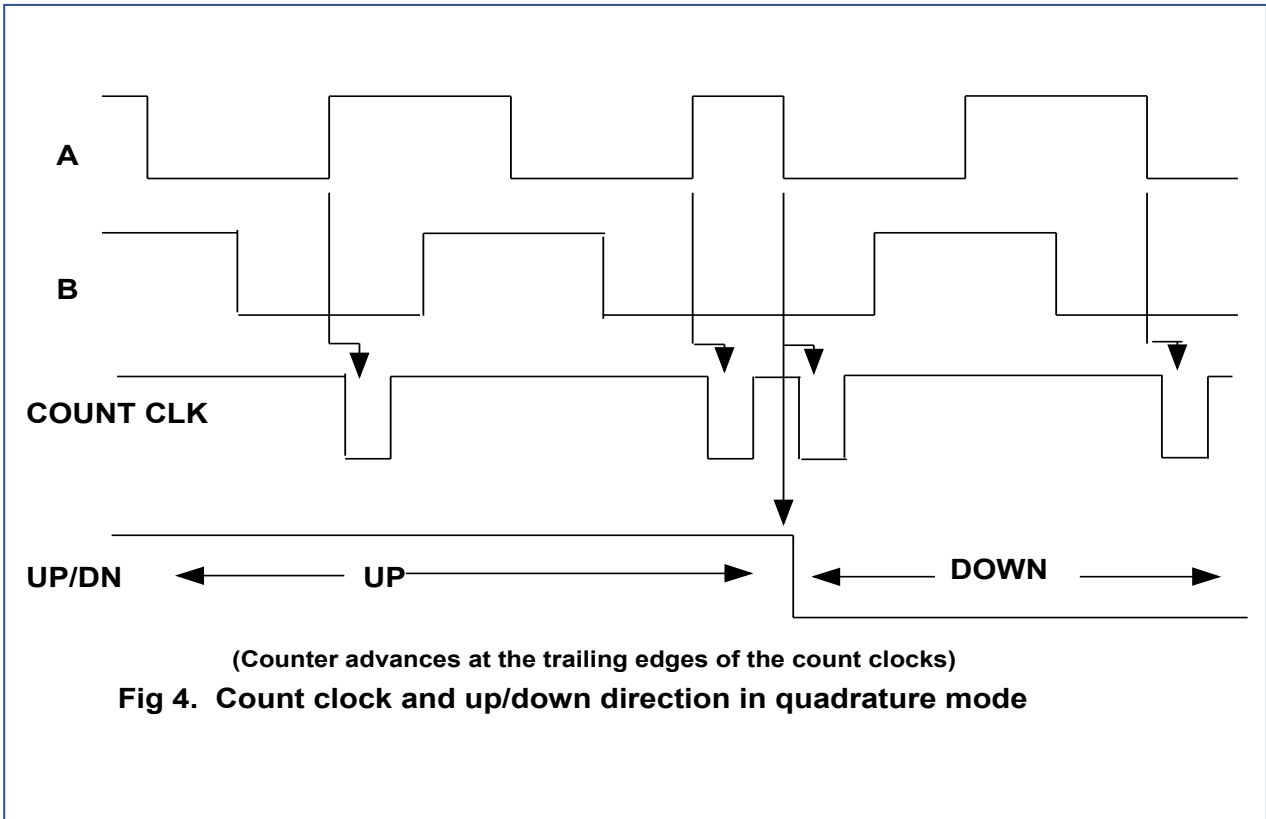 A
B
COUNT CLK
UP/DN
UP
DOWN
(Counter advances at the trailing edges of the count clocks)
Fig 4. Count clock and up/down direction in quadrature mode